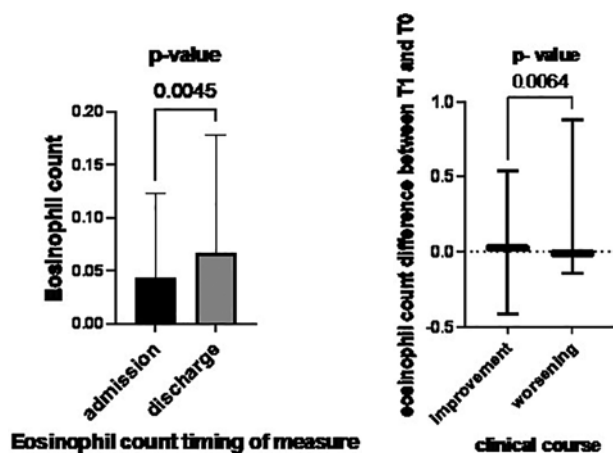 p-value
0.0045
Eosinophil count
0.20
0.15
0.10
0.05
0.00
admission
discharge
Eosinophil count timing of measure
p- value
0.0064
eosinophil count difference between T1 and T0
1.0
0.5
0.0
-0.5
improvement
worsening
clinical course